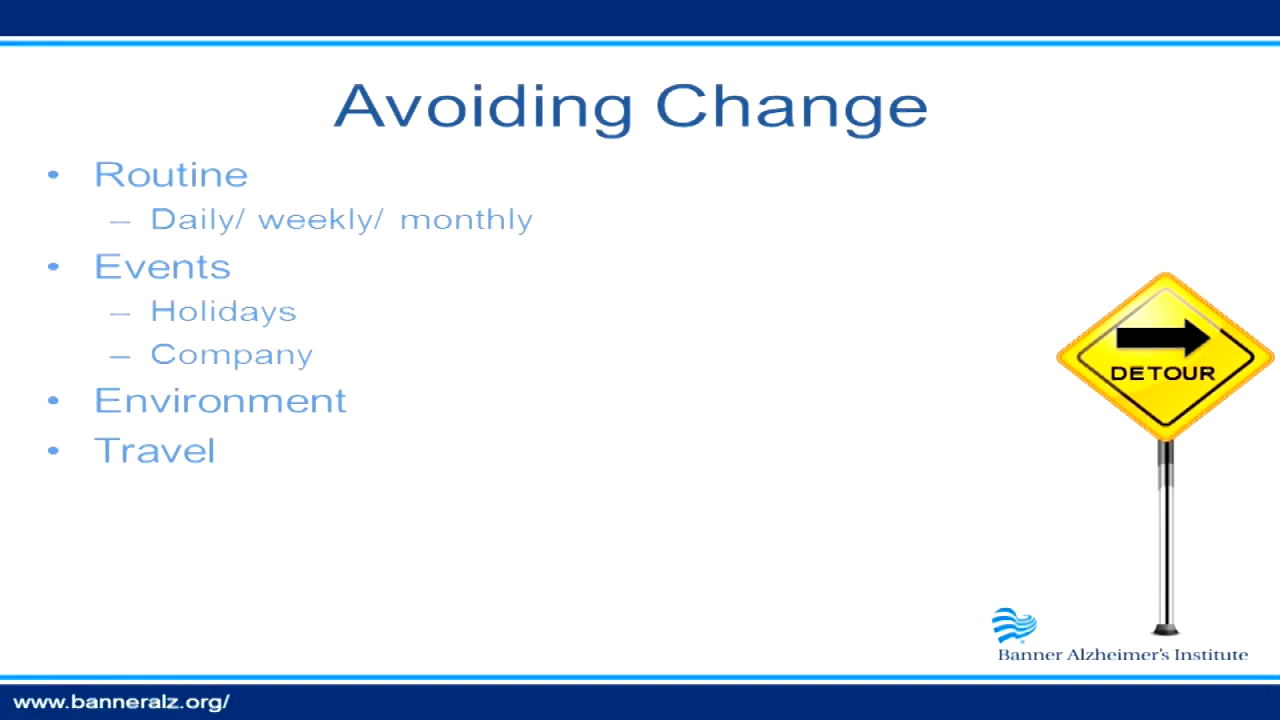 Avoiding Change
• Routine
– Daily/ weekly/ monthly
• Events
– Holidays
– Company
• Environment
• Travel
DETOUR
Banner Alzheimer's Institute
www.banneralz.org/